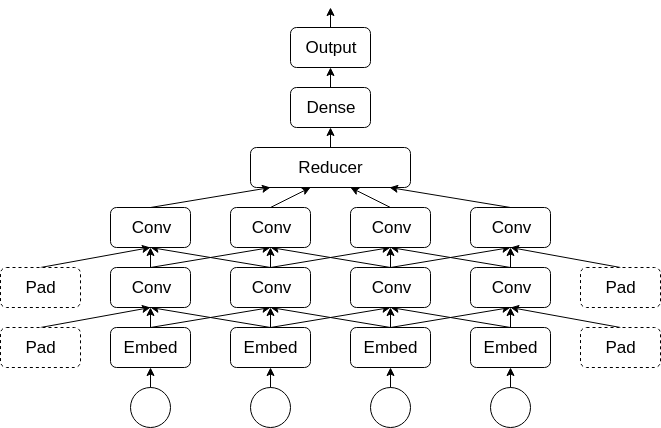 Output
Dense
Reducer
Conv Conv Conv Conv
Pad Conv Conv Conv Conv Pad
Pad Embed Embed Embed Embed Pad